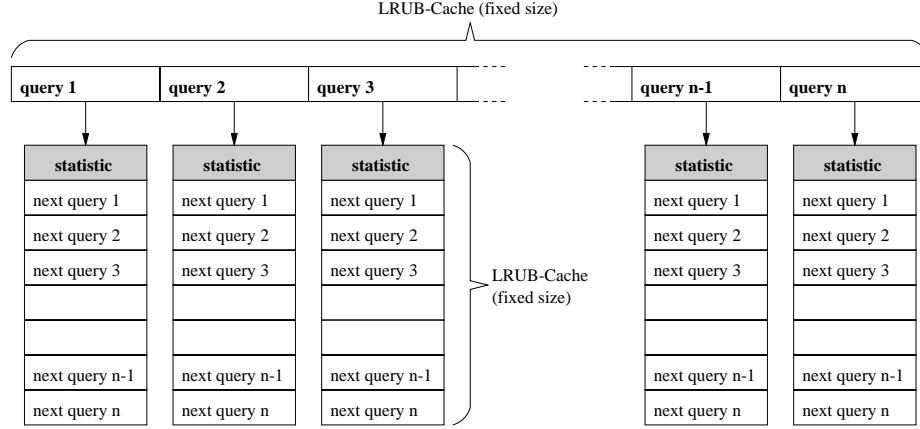 LRUB-Cache (fixed size)
query 1 query 2 query 3 query n-1 query n
statistic statistic statistic statistic statistic
next query 1 next query 1 next query 1 next query 1 next query 1
next query 2 next query 2 next query 2 next query 2 next query 2
next query 3 next query 3 next query 3 next query 3 next query 3
LRUB-Cache
(fixed size)
next query n-1 next query n-1 next query n-1 next query n-1 next query n-1
next query n next query n next query n next query n next query n